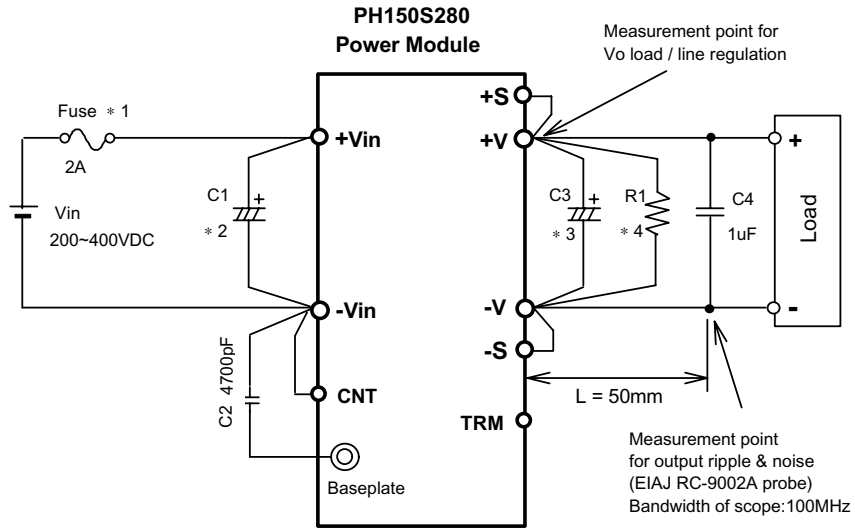 PH150S280
Power Module
Measurement point for
Vo load / line regulation
Fuse * 1
2A
Vin
200~400VDC
C1
+
* 2
C2 4700pF
+Vin
-Vin
CNT
Baseplate
+S
+V
-V
-S
TRM
C3
+
* 3
R1
* 4
C4
1uF
+
-
Load
L = 50mm
Measurement point
for output ripple & noise
(EIAJ RC-9002A probe)
Bandwidth of scope:100MHz